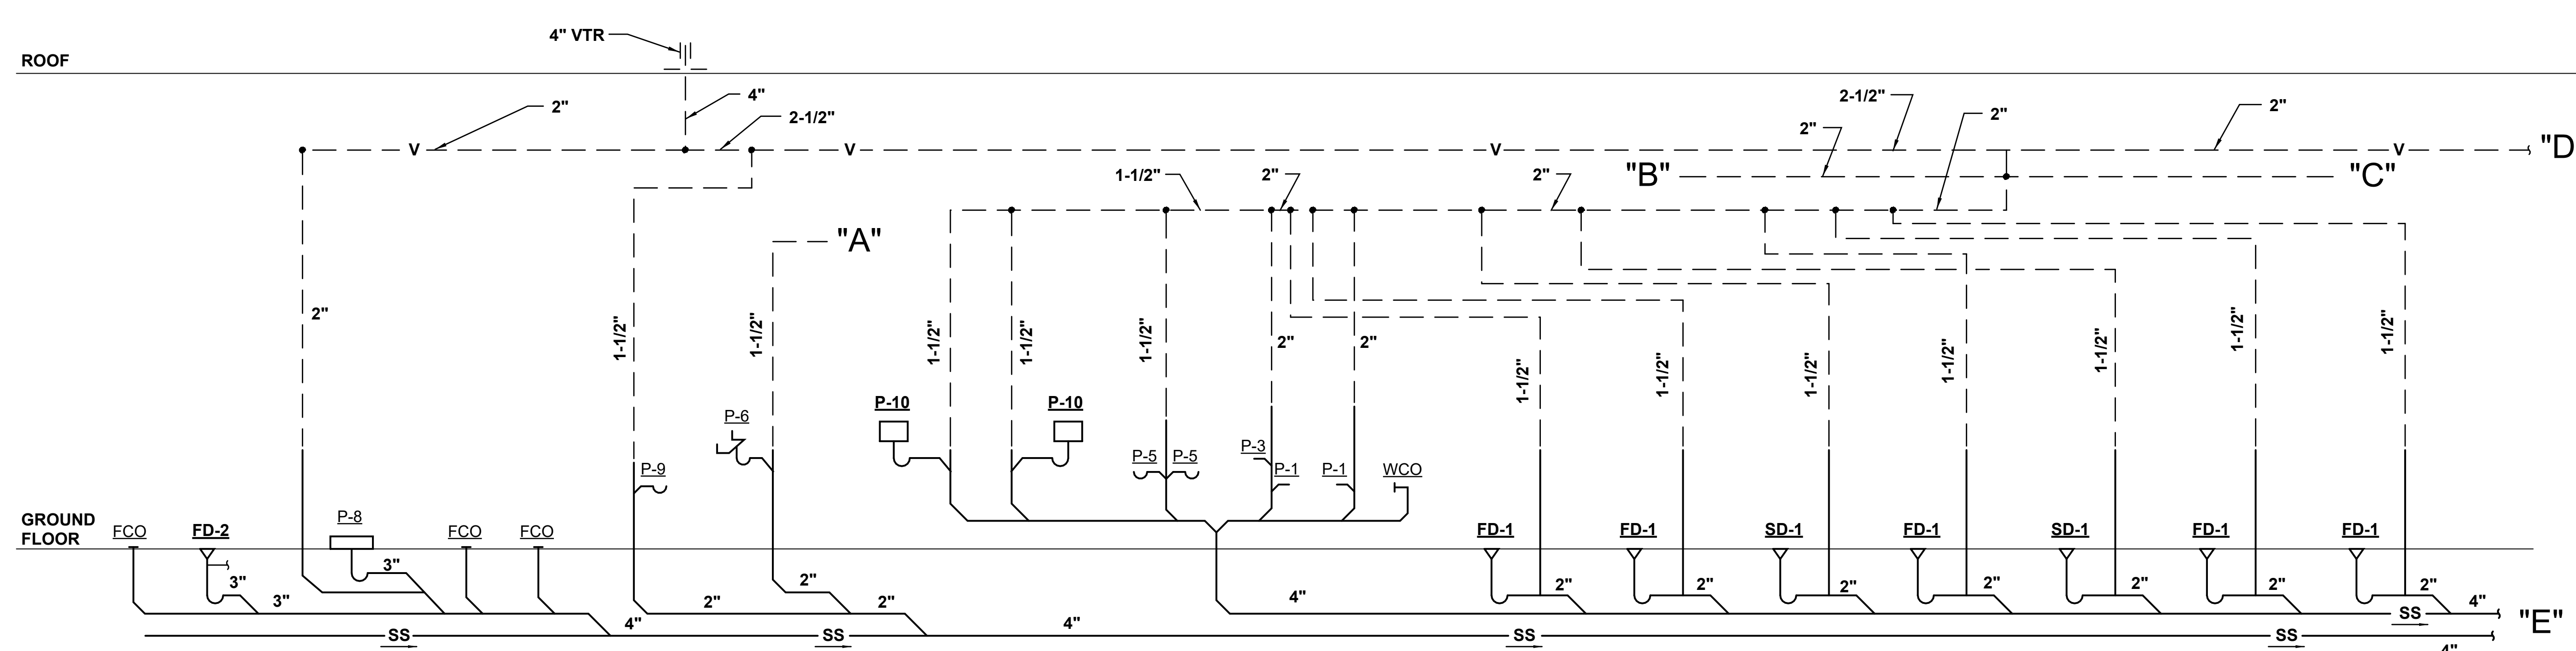 4" VTR
ROOF
2"
4"
2-1/2"
2-1/2"
2"
2"
2"
V
V
V
V
"D
"B"
"C"
1-1/2"
2"
2"
"A"
2"
1-1/2"
1-1/2"
1-1/2"
1-1/2"
1-1/2"
2"
2"
1-1/2"
1-1/2"
1-1/2"
1-1/2"
1-1/2"
1-1/2"
1-1/2"
P-6
P-10
P-10
P-9
P-5
P-5
P-3
P-1
P-1
WCO
GROUND
FLOOR
FCO
FD-2
P-8
FCO
FCO
FD-1
FD-1
SD-1
FD-1
SD-1
FD-1
FD-1
3"
3"
3"
2"
2"
2"
4"
2"
2"
2"
2"
2"
2"
2"
4"
4"
4"
SS
SS
SS
SS
SS
"E"
4"